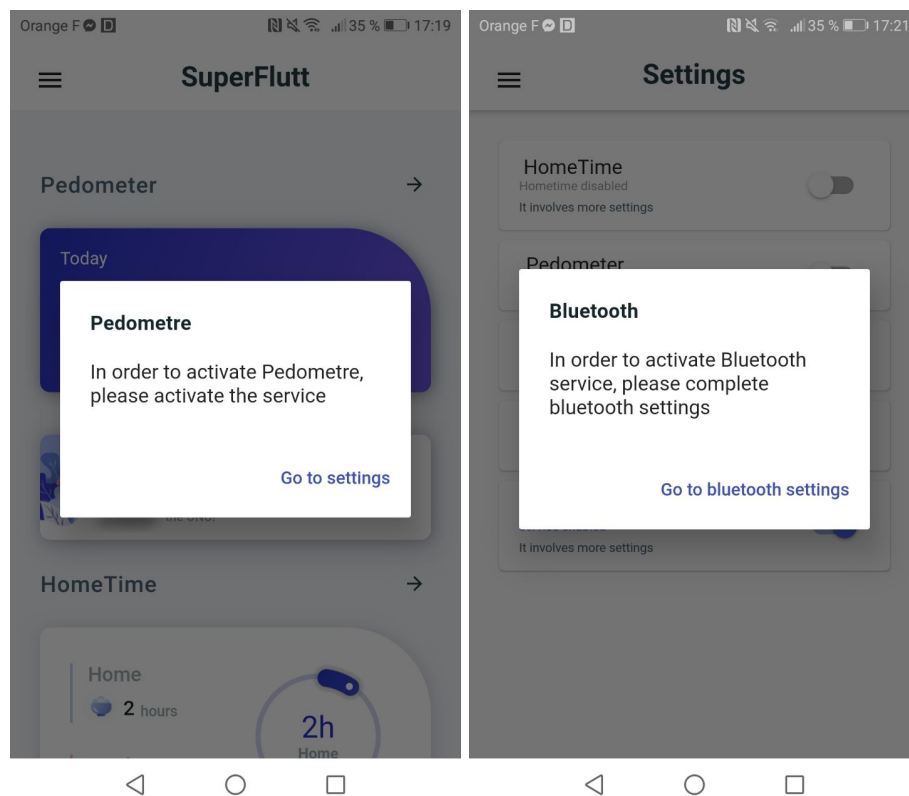 Orange F
35 %
17:19
SuperFlutt
Pedometer
Today
Pedometre
In order to activate Pedometre,
please activate the service
Go to settings
HomeTime
Home
2 hours
2h
Home
Orange F
35 %
17:21
Settings
HomeTime
Hometime disabled
It involves more settings
Pedometer
Bluetooth
In order to activate Bluetooth
service, please complete
bluetooth settings
Go to bluetooth settings
It involves more settings